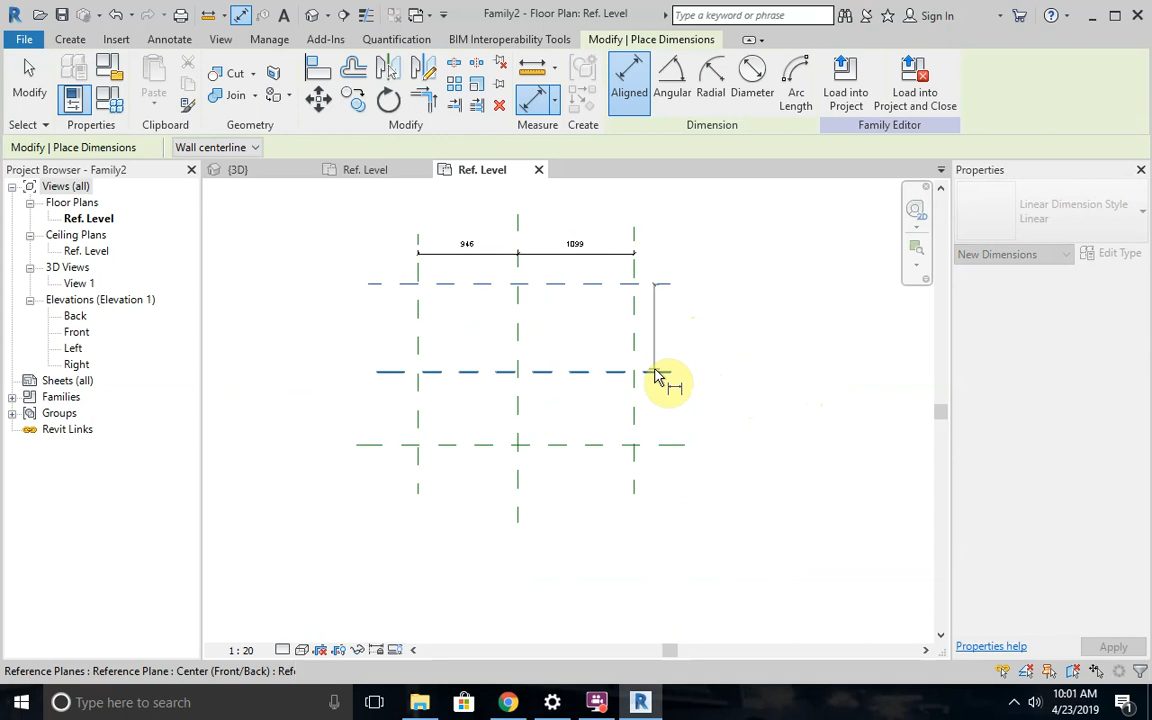 Family2 - Floor Plan: Ref. Level
Type a keyword or phrase
Sign In
File
Create
Insert
Annotate
View
Manage
Add-Ins
Quantification
BIM Interoperability Tools
Modify | Place Dimensions
Modify
Paste
Cut
Join
Aligned
Angular
Radial
Diameter
Arc
Length
Load into
Project
Load into
Project and Close
Select
Properties
Clipboard
Geometry
Modify
Measure
Create
Dimension
Family Editor
Modify | Place Dimensions
Wall centerline
Project Browser - Family2
{3D}
Ref. Level
Ref. Level
Properties
Views (all)
Floor Plans
Ref. Level
Ceiling Plans
Ref. Level
3D Views
View 1
Elevations (Elevation 1)
Back
Front
Left
Right
Sheets (all)
Families
Groups
Revit Links
946
1099
2D
Linear Dimension Style
Linear
New Dimensions
Edit Type
Properties help
Apply
1 : 20
Reference Planes : Reference Plane : Center (Front/Back) : Refe
Type here to search
10:01 AM
4/23/2019
1